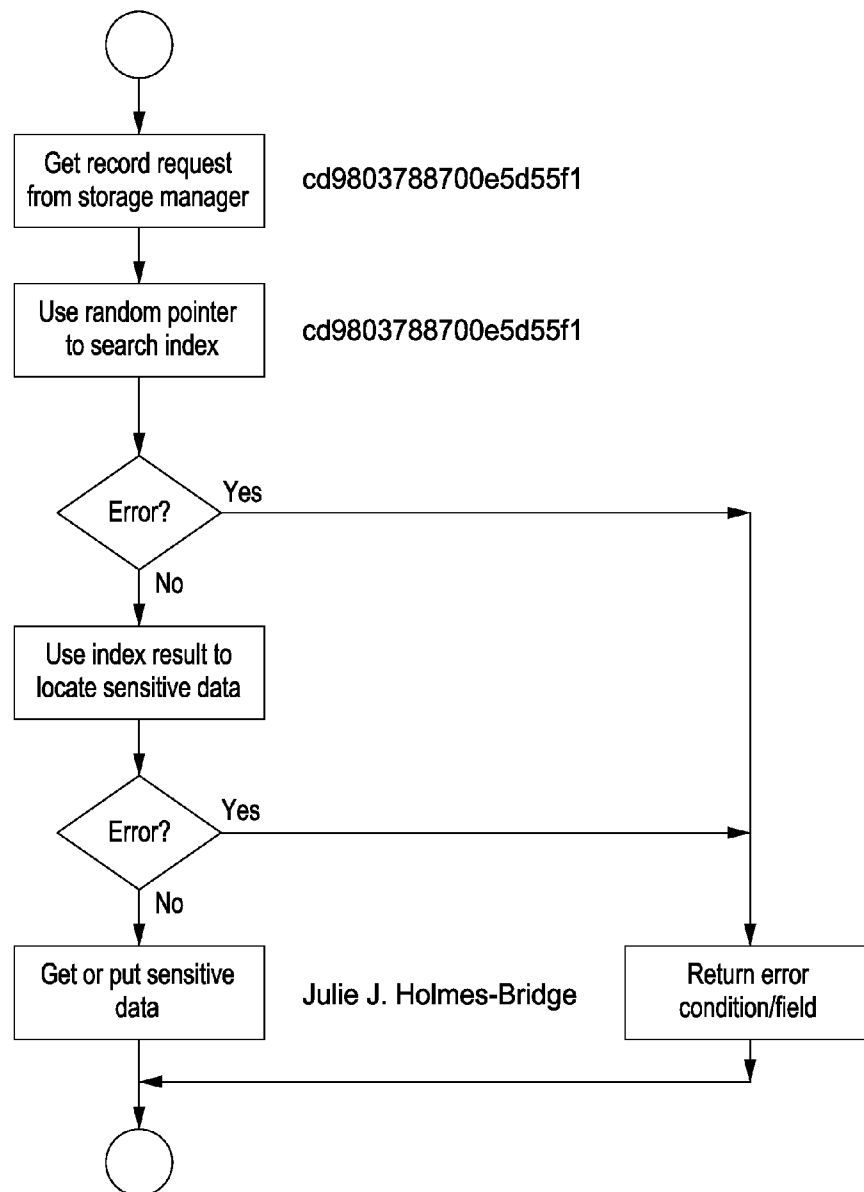 Get record request
from storage manager
cd9803788700e5d55f1
Use random pointer
to search index
cd9803788700e5d55f1
Error?
Yes
No
Use index result to
locate sensitive data
Error?
Yes
No
Get or put sensitive
data
Julie J. Holmes-Bridge
Return error
condition/field